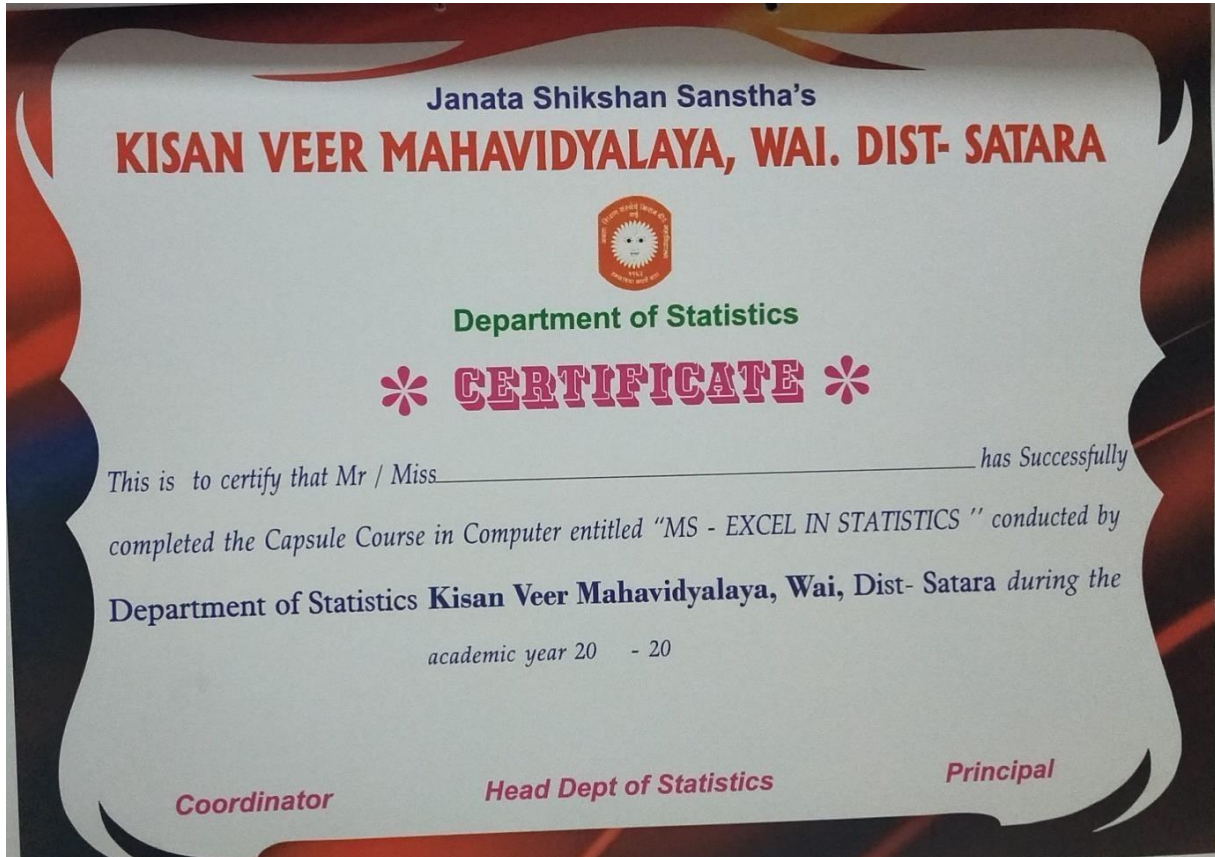 Janata Shikshan Sanstha's
KISAN VEER MAHAVIDYALAYA, WAI. DIST- SATARA
Department of Statistics
CERTIFICATE
This is to certify that Mr / Miss has Successfully
completed the Capsule Course in Computer entitled “MS - EXCEL IN STATISTICS '' conducted by
Department of Statistics Kisan Veer Mahavidyalaya, Wai, Dist- Satara during the
academic year 20 - 20
Coordinator Head Dept of Statistics Principal